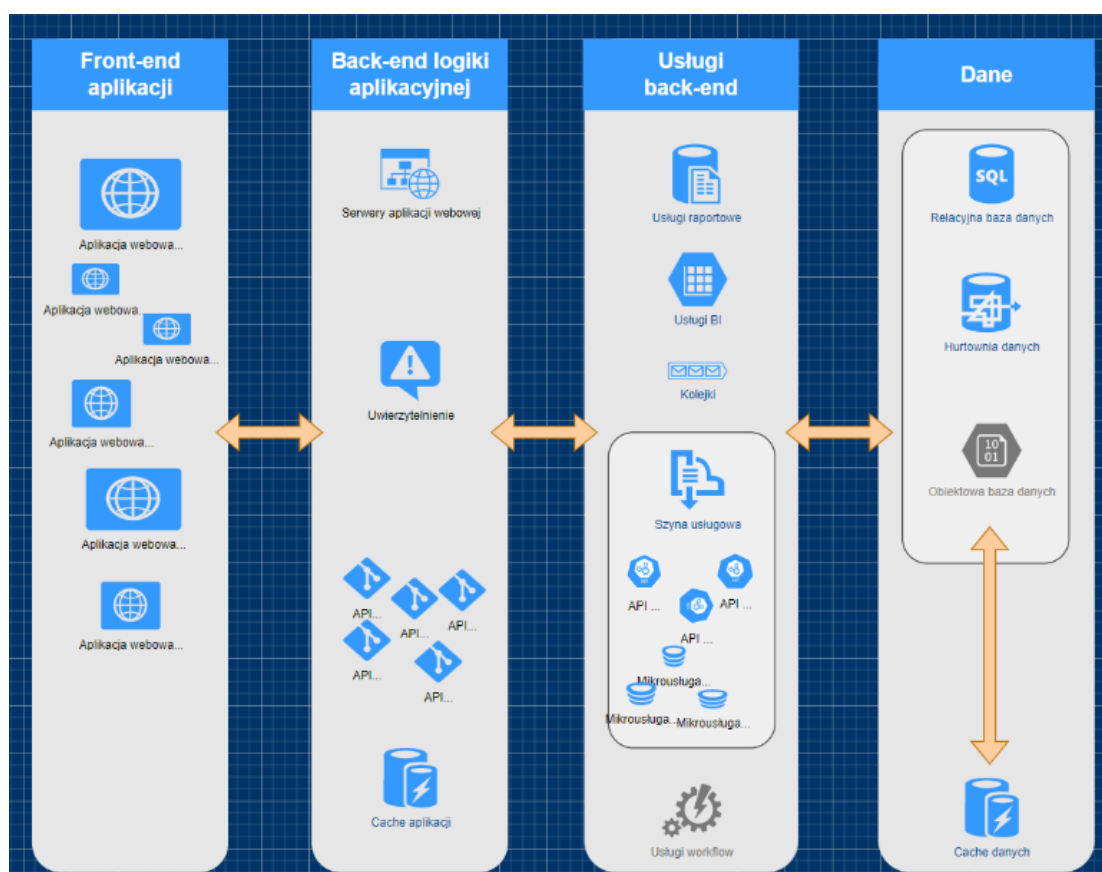 Front-end
aplikacji
Aplikacja webowa...
Aplikacja webowa...
Aplikacja webowa...
Aplikacja webowa...
Aplikacja webowa...
Aplikacja webowa...
Back-end logiki
aplikacyjnej
Serwery aplikacji webowej
Uwierzytelnienie
API...
API...
API...
API...
API...
Cache aplikacji
Usługi
back-end
Usługi raportowe
Usługi BI
Kolejki
Szyna usługowa
API ...
API ...
API ...
Mikrousługa...
Mikrousługa...
Mikrousługa...
Usługi workflow
Dane
SQL
Relacyjna baza danych
Hurtownia danych
10
01
Obiektowa baza danych
Cache danych